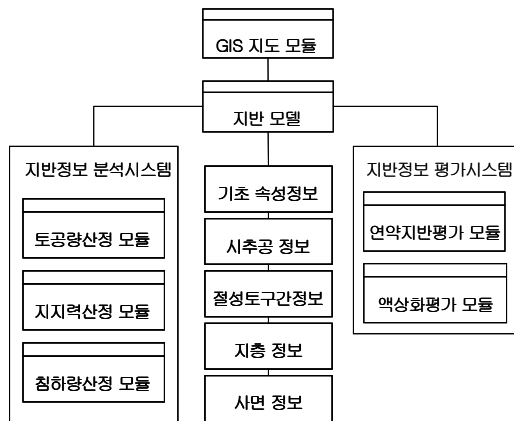 GIS 지도 모듈
지반 모델
지반정보 분석시스템
토공량산정 모듈
지지력산정 모듈
침하량산정 모듈
기초 속성정보
시추공 정보
절성토구간정보
지층 정보
사면 정보
지반정보 평가시스템
연약지반평가 모듈
액상화평가 모듈